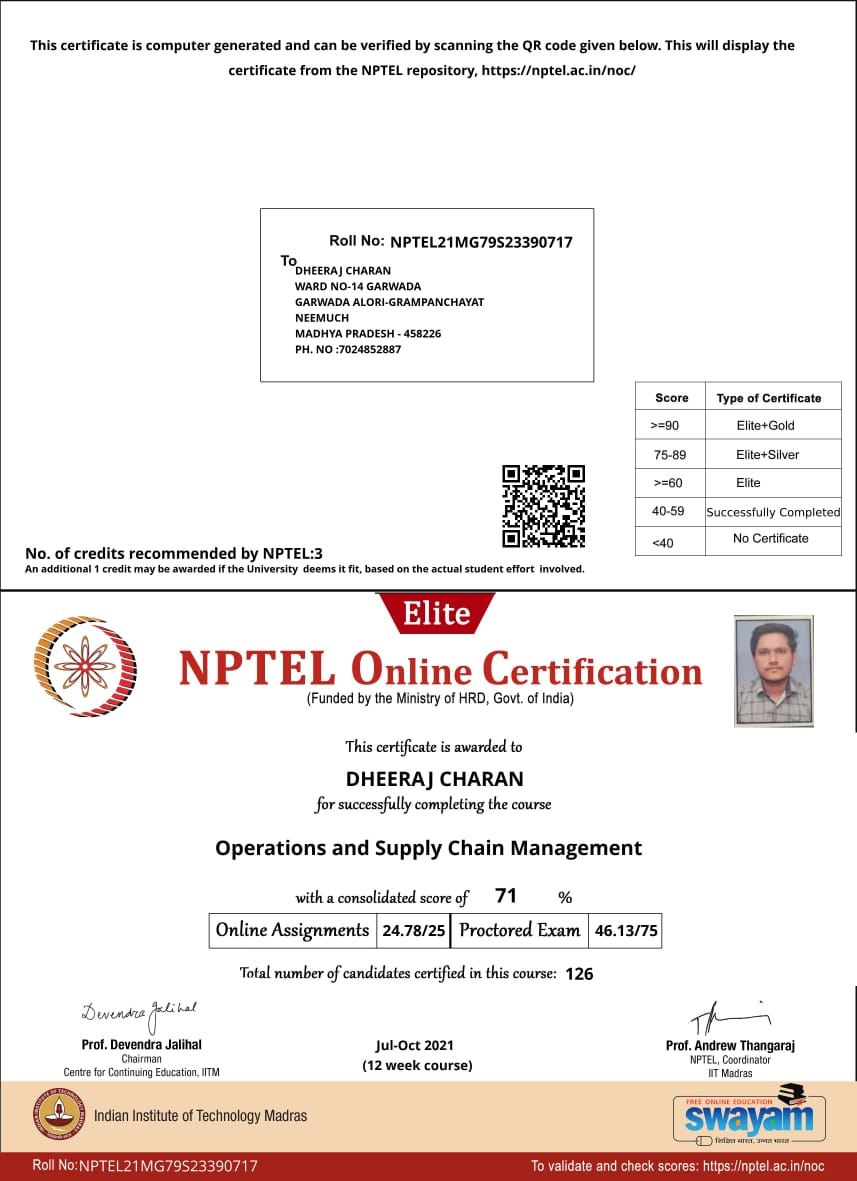 This certificate is computer generated and can be verified by scanning the QR code given below. This will display the
certificate from the NPTEL repository, https://nptel.ac.in/noc/
Roll No: NPTEL21MG79S23390717
To
DHEERAJ CHARAN
WARD NO-14 GARWADA
GARWADA ALORI-GRAMPANCHAYAT
NEEMUCH
MADHYA PRADESH - 458226
PH. NO :7024852887
Score Type of Certificate
>=90 Elite+Gold
75-89 Elite+Silver
>=60 Elite
40-59 Successfully Completed
<40 No Certificate
No. of credits recommended by NPTEL:3
An additional 1 credit may be awarded if the University deems it fit, based on the actual student effort involved.
Elite
NPTEL Online Certification
(Funded by the Ministry of HRD, Govt. of India)
This certificate is awarded to
DHEERAJ CHARAN
for successfully completing the course
Operations and Supply Chain Management
with a consolidated score of 71 %
Online Assignments 24.78/25 Proctored Exam 46.13/75
Total number of candidates certified in this course: 126
Devendra Jalihal
Prof. Devendra Jalihal
Chairman
Centre for Continuing Education, IITM
Jul-Oct 2021
(12 week course)
Prof. Andrew Thangaraj
NPTEL, Coordinator
IIT Madras
Indian Institute of Technology Madras
FREE ONLINE EDUCATION
swayam
शिक्षित भारत, उन्नत भारत
Roll No:NPTEL21MG79S23390717
To validate and check scores: https://nptel.ac.in/noc